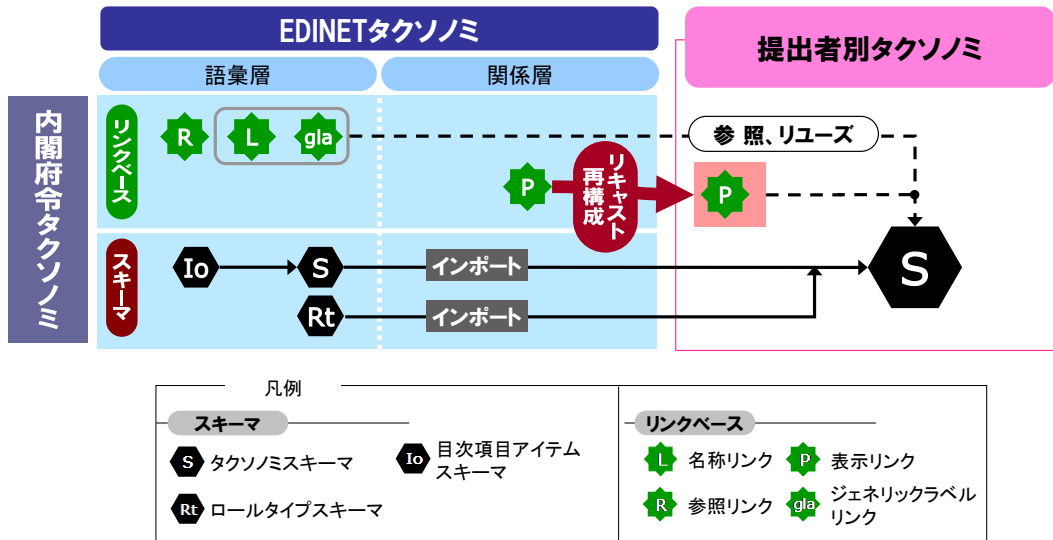 EDINETタクソノミ
提出者別タクソノミ
語彙層
関係層
内閣府令タクソノミ
リンクベース
R
L
gla
参照、リユーズ
P
リキャスト
再構成
P
スキーマ
Io
S
インポート
S
Rt
インポート
凡例
スキーマ
S タクソノミスキーマ
Io 目次項目アイテム
スキーマ
Rt ロールタイプスキーマ
リンクベース
L 名称リンク
P 表示リンク
R 参照リンク
gla ジェネリックラベル
リンク